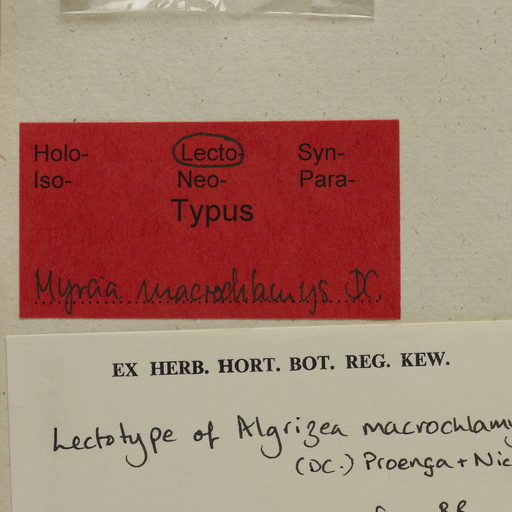 Holo- Lecto- Syn-
Iso- Neo- Para-
Typus
Myrcia macrochlamys DC.
EX HERB. HORT. BOT. REG. KEW.
Lectotype of Algrizea macrochlamy
(DC.) Proença + Nic